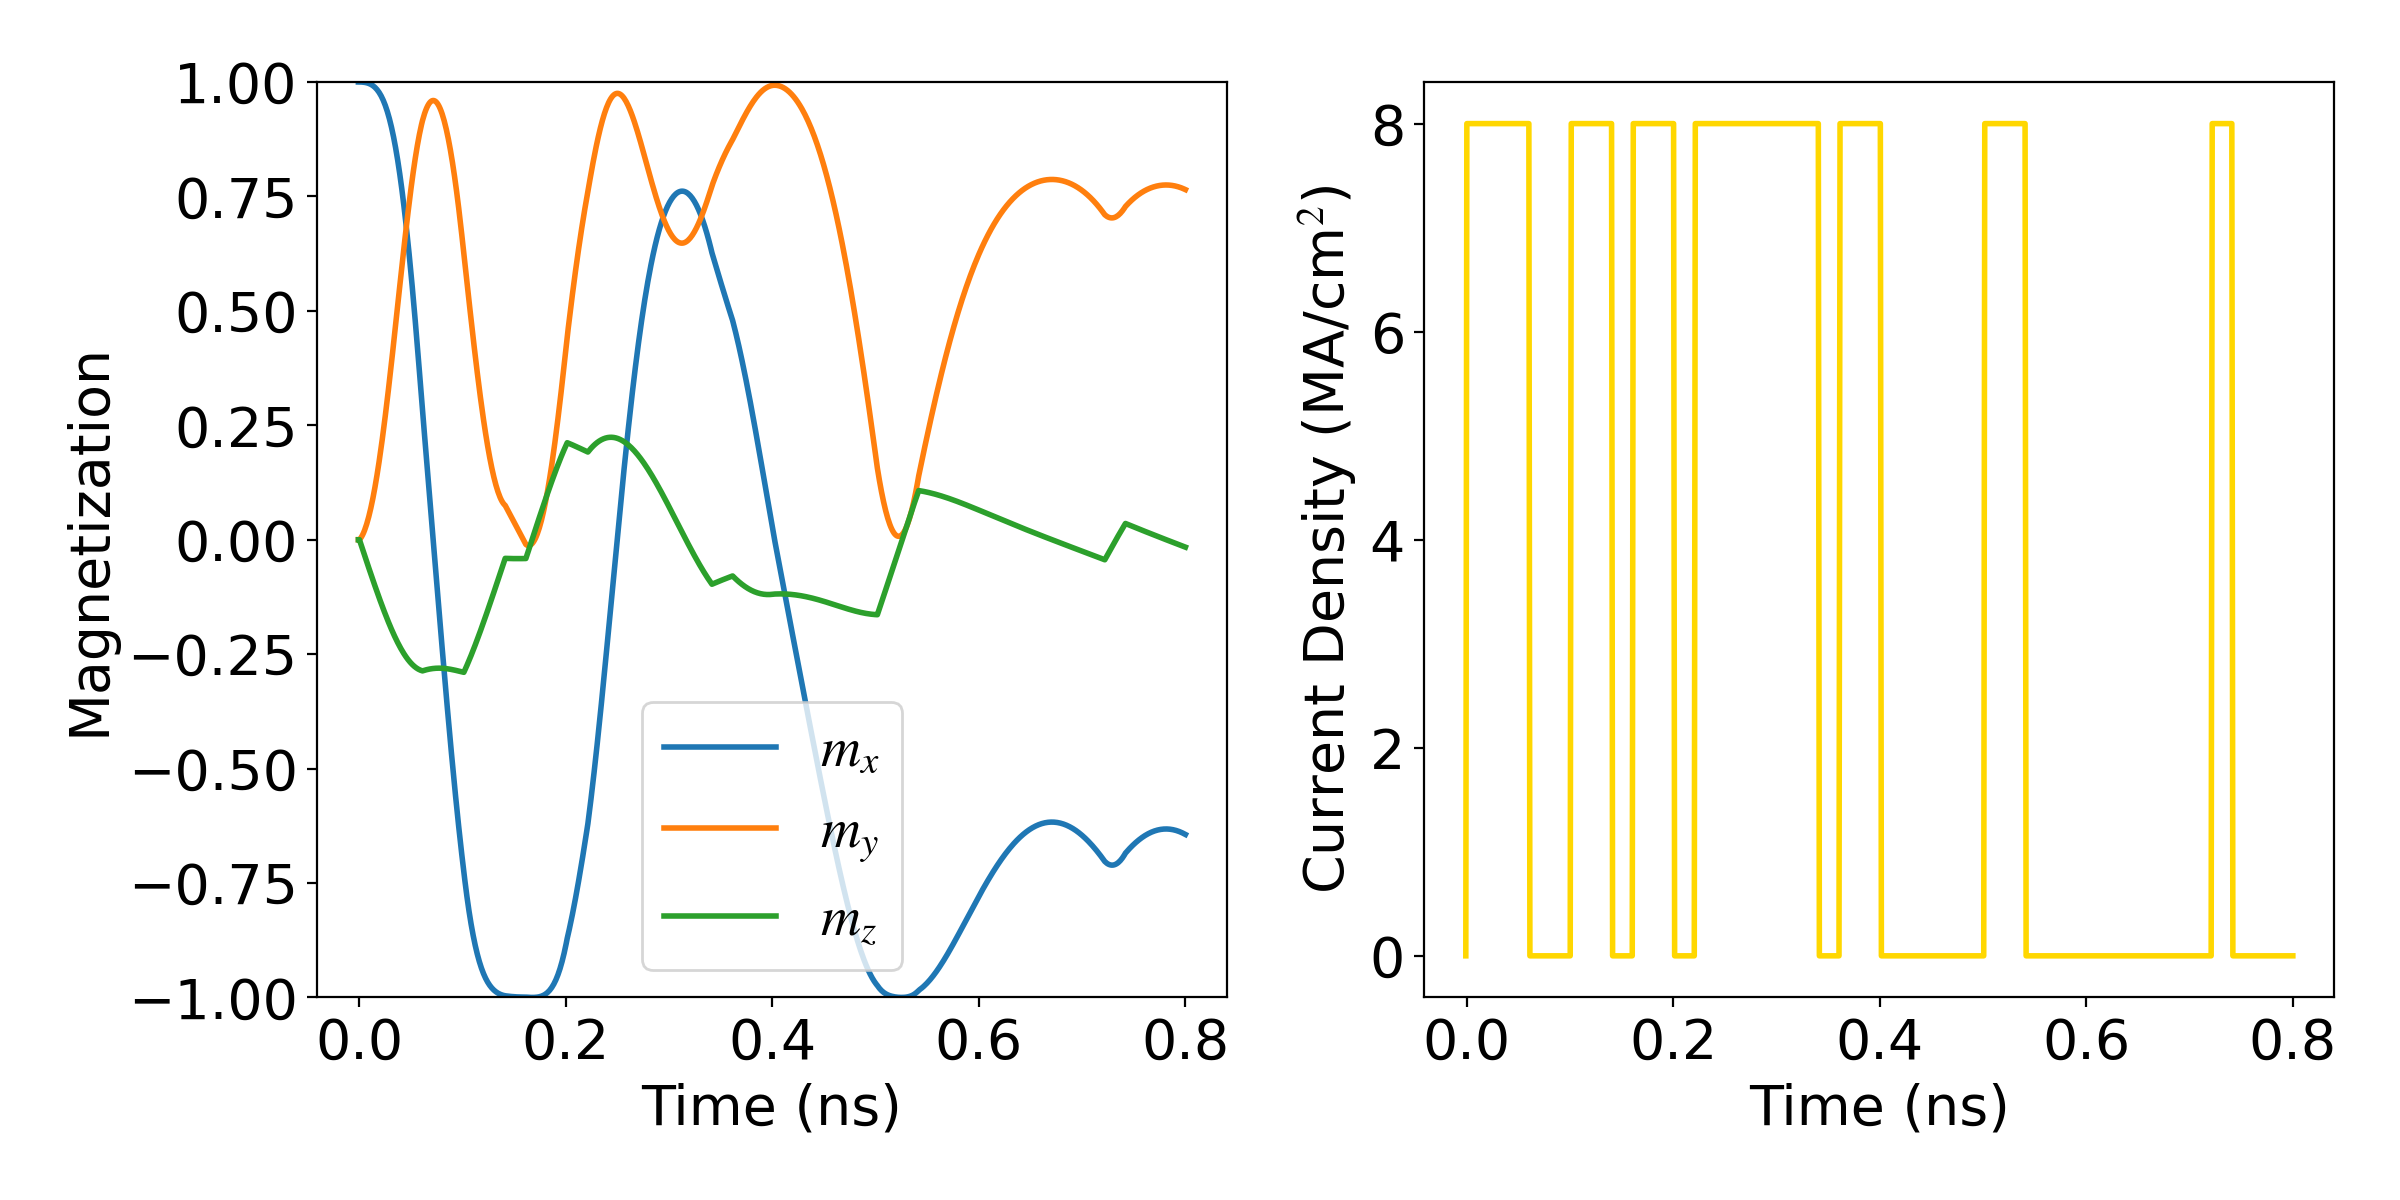 Magnetization
1.00
0.75
0.50
0.25
0.00
−0.25
−0.50
−0.75
−1.00
0.0 0.2 0.4 0.6 0.8
Time (ns)
mₓ
m_y
m_z
Current Density (MA/cm²)
8
6
4
2
0
0.0 0.2 0.4 0.6 0.8
Time (ns)